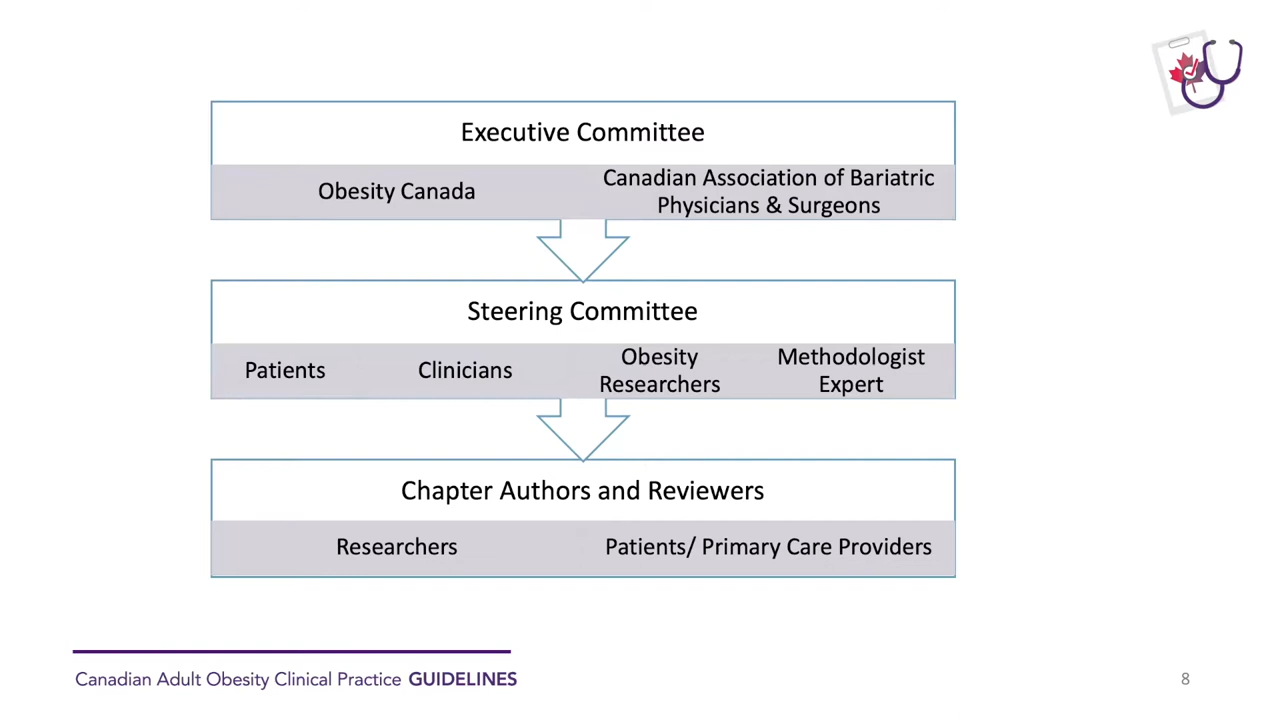 Executive Committee
Obesity Canada
Canadian Association of Bariatric
Physicians & Surgeons
Steering Committee
Patients
Clinicians
Obesity
Researchers
Methodologist
Expert
Chapter Authors and Reviewers
Researchers
Patients/ Primary Care Providers
Canadian Adult Obesity Clinical Practice GUIDELINES
8